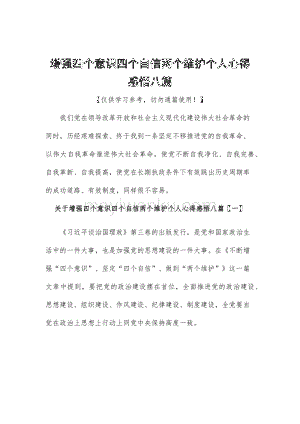 增强四个意识四个自信两个维护个人心得
感悟八篇
【仅供学习参考，切勿通篇使用！】
我们党在领导改革开放和社会主义现代化建设伟大社会革命的
同时，历经艰难探索、终于找到一条坚定不移推进党的自我革命、
以伟大自我革命推进伟大社会革命。使党不断自我净化、自我完善、
自我革新、自我提高，使党在长期执政条件下有效跳出历史周期率
的成功道路、有效制度，同样很不容易。
关于增强四个意识四个自信两个维护个人心得感悟八篇【一】
《习近平谈治国理政》第三卷的出版发行，是党和国家政治生
活中的一件大事，也是加强党的思想建设的一件大事。在《不断增
强“四个意识”、坚定“四个自信”、做到“两个维护”》这一篇
文章中提到，要把党的政治建设摆在首位，全面推进党的政治建设、
思想建设、组织建设、作风建设、纪律建设、制度建设，全党要当
党在政治上思想上行动上同党中央保持高度一致。